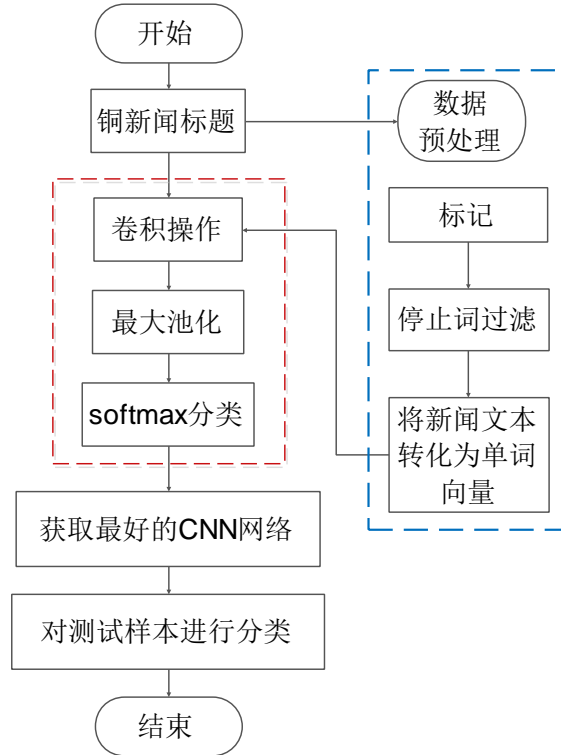 开始
铜新闻标题
卷积操作
最大池化
softmax分类
获取最好的CNN网络
对测试样本进行分类
结束
数据
预处理
标记
停止词过滤
将新闻文本
转化为单词
向量